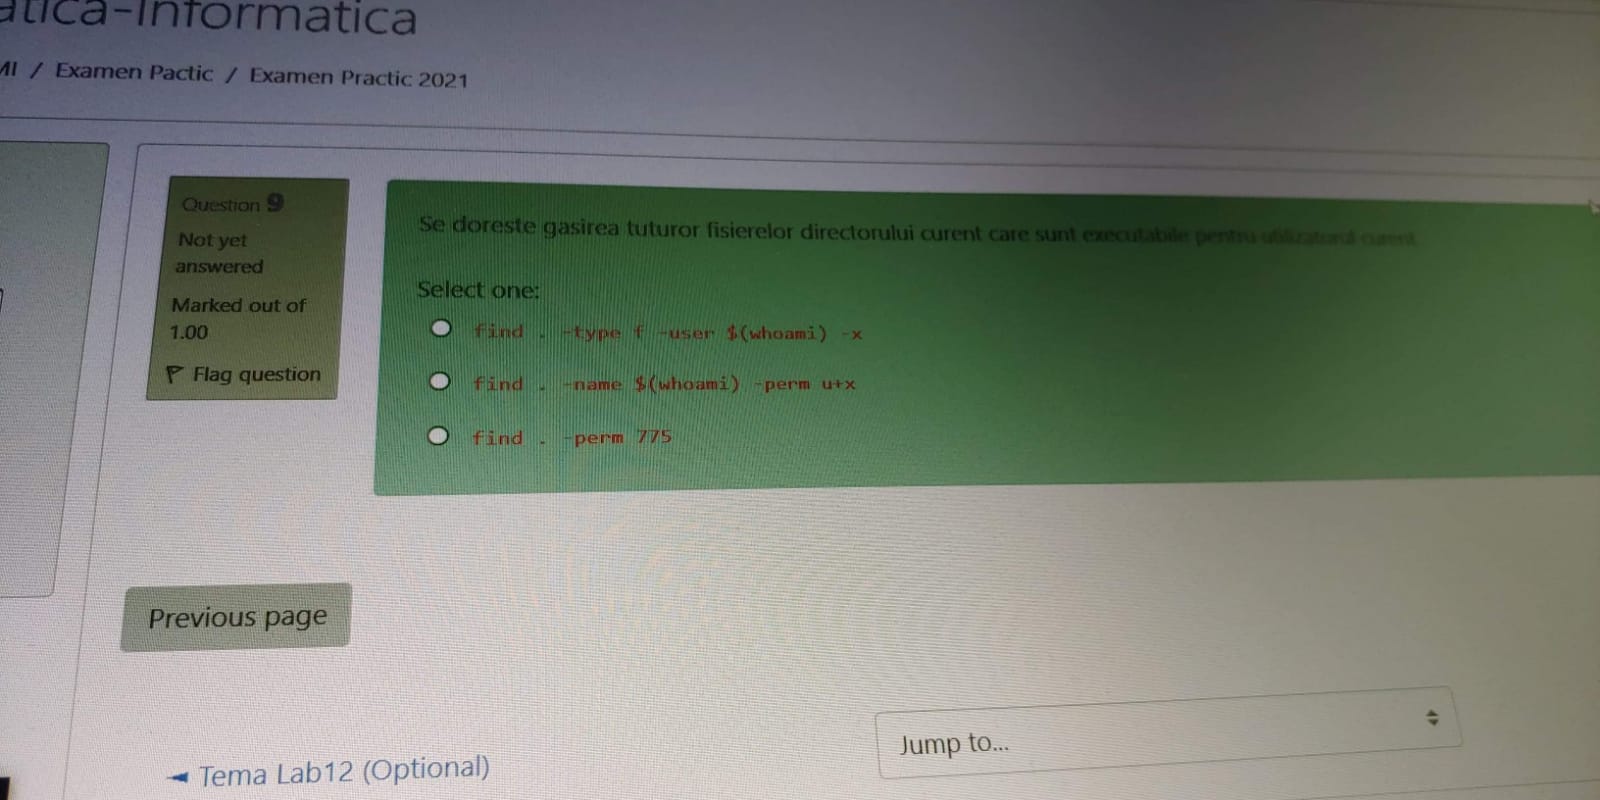 atica-Informatica
MI / Examen Pactic / Examen Practic 2021
Question 9
Not yet
answered
Marked out of
1.00
Flag question
Se doreste gasirea tuturor fisierelor directorului curent care sunt executabile pentru utilizatorul curent
Select one:
find . -type f -user $(whoami) -x
find . -name $(whoami) -perm u+x
find . -perm 775
Previous page
Jump to...
◄ Tema Lab12 (Optional)